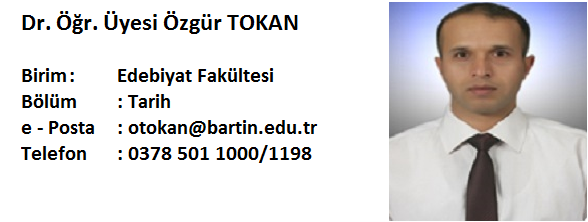 Dr. Öğr. Üyesi Özgür TOKAN
Birim : Edebiyat Fakültesi
Bölüm : Tarih
e - Posta : otokan@bartin.edu.tr
Telefon : 0378 501 1000/1198